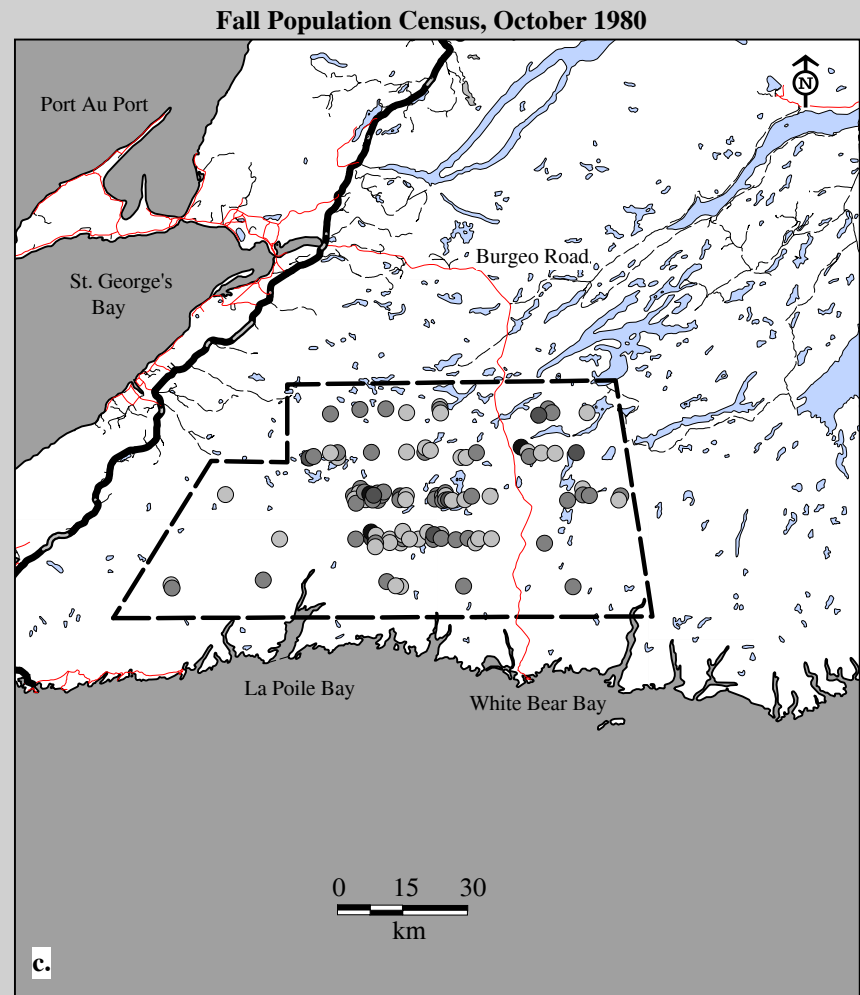 Fall Population Census, October 1980
N
Port Au Port
Burgeo Road
St. George's
Bay
La Poile Bay
White Bear Bay
0 15 30
km
c.